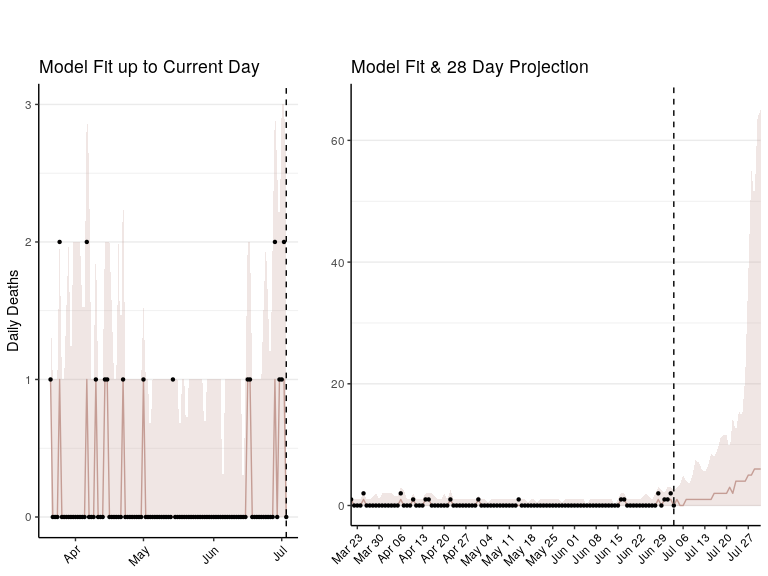 Model Fit up to Current Day
Daily Deaths
3
2
1
0
Apr
May
Jun
Jul
Model Fit & 28 Day Projection
60
40
20
0
Mar 23
Mar 30
Apr 06
Apr 13
Apr 20
Apr 27
May 04
May 11
May 18
May 25
Jun 01
Jun 08
Jun 15
Jun 22
Jun 29
Jul 06
Jul 13
Jul 20
Jul 27